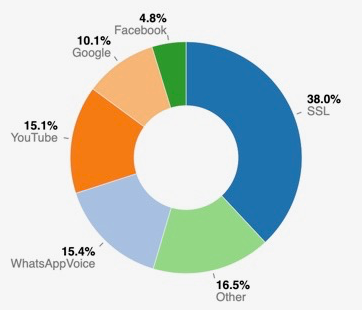 4.8%
Facebook
10.1%
Google
38.0%
SSL
15.1%
YouTube
15.4%
WhatsAppVoice
16.5%
Other